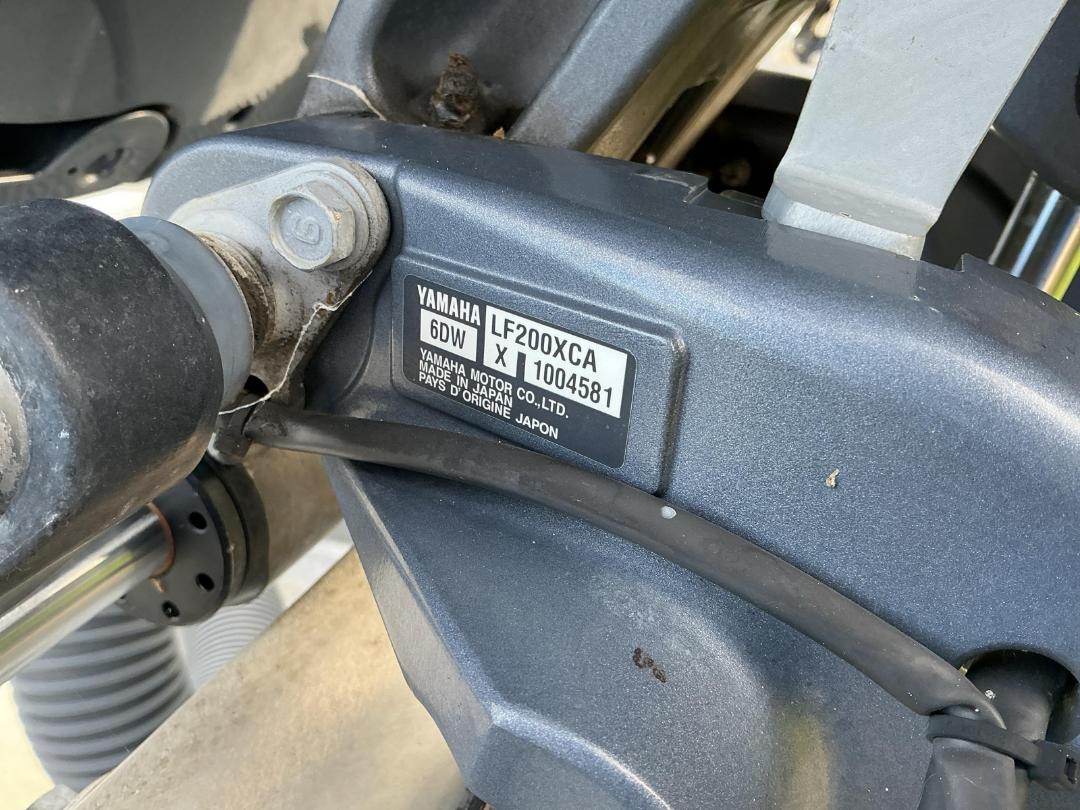 YAMAHA LF200XCA
6DW X 1004581
YAMAHA MOTOR CO.,LTD.
MADE IN JAPAN
PAYS D'ORIGINE JAPON